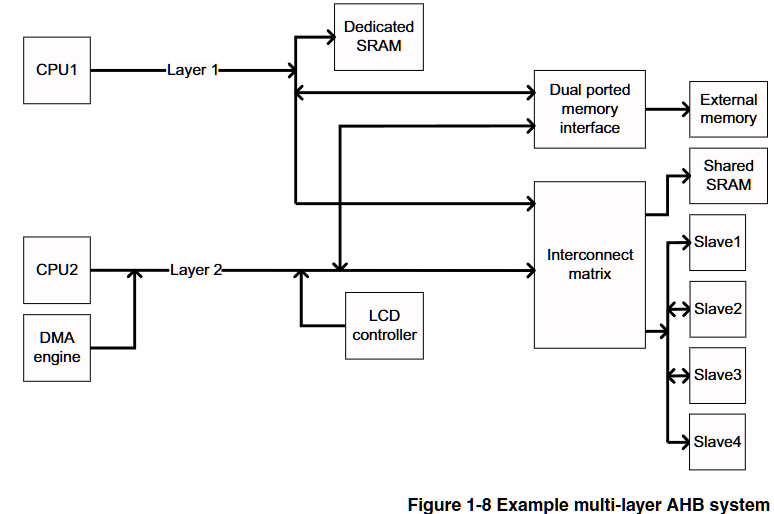 Dedicated
SRAM
CPU1
Layer 1
Dual ported
memory
interface
External
memory
Shared
SRAM
Interconnect
matrix
Slave1
CPU2
Layer 2
Slave2
DMA
engine
LCD
controller
Slave3
Slave4
Figure 1-8 Example multi-layer AHB system